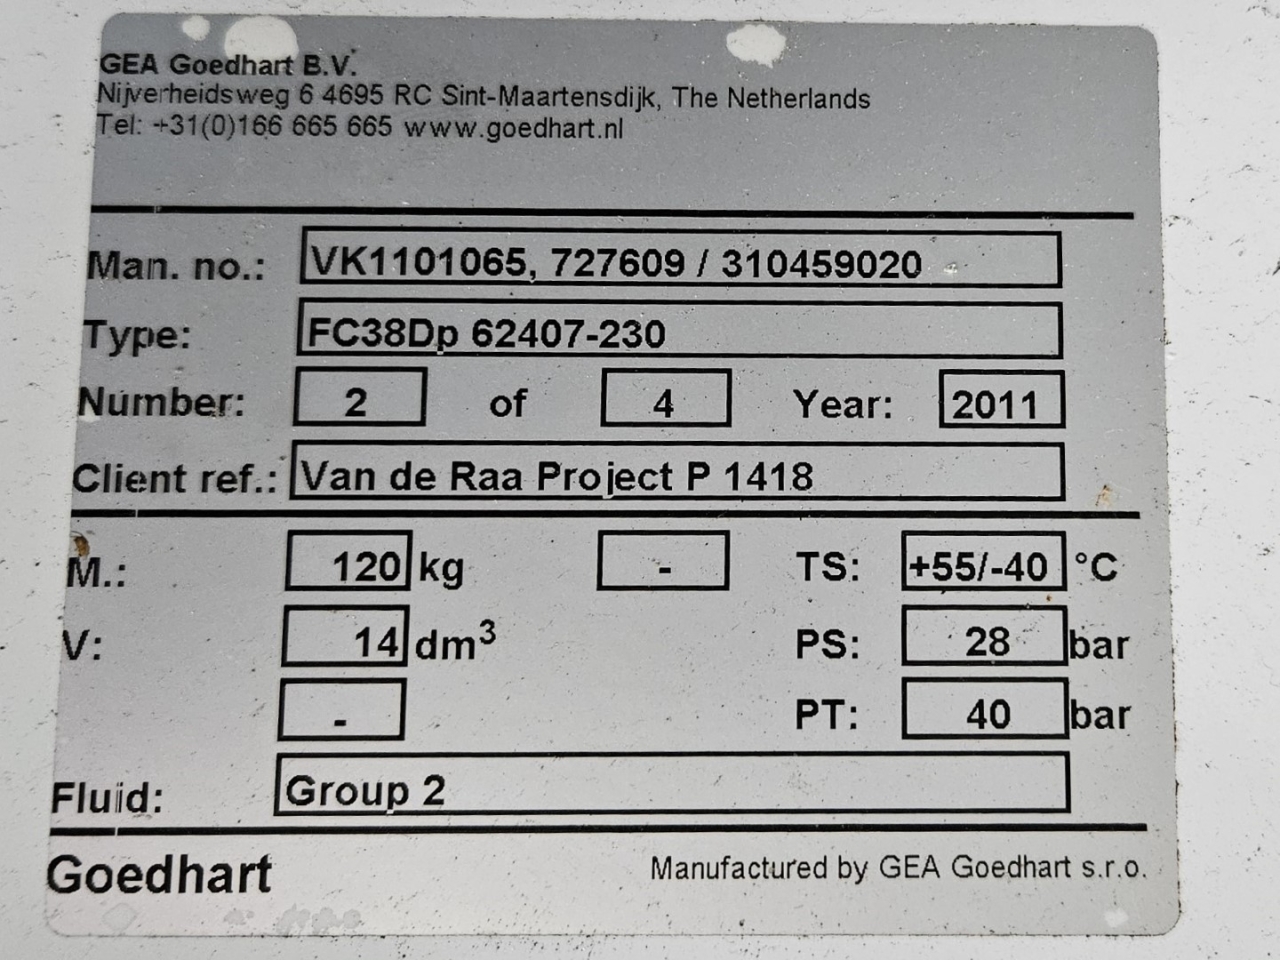 GEA Goedhart B.V.
Nijverheidsweg 6 4695 RC Sint-Maartensdijk, The Netherlands
Tel: +31(0)166 665 665 www.goedhart.nl
Man. no.: VK1101065, 727609 / 310459020
Type: FC38Dp 62407-230
Number: 2 of 4 Year: 2011
Client ref.: Van de Raa Project P 1418
M.: 120 kg - TS: +55/-40 °C
V: 14 dm³ PS: 28 bar
- PT: 40 bar
Fluid: Group 2
Goedhart Manufactured by GEA Goedhart s.r.o.